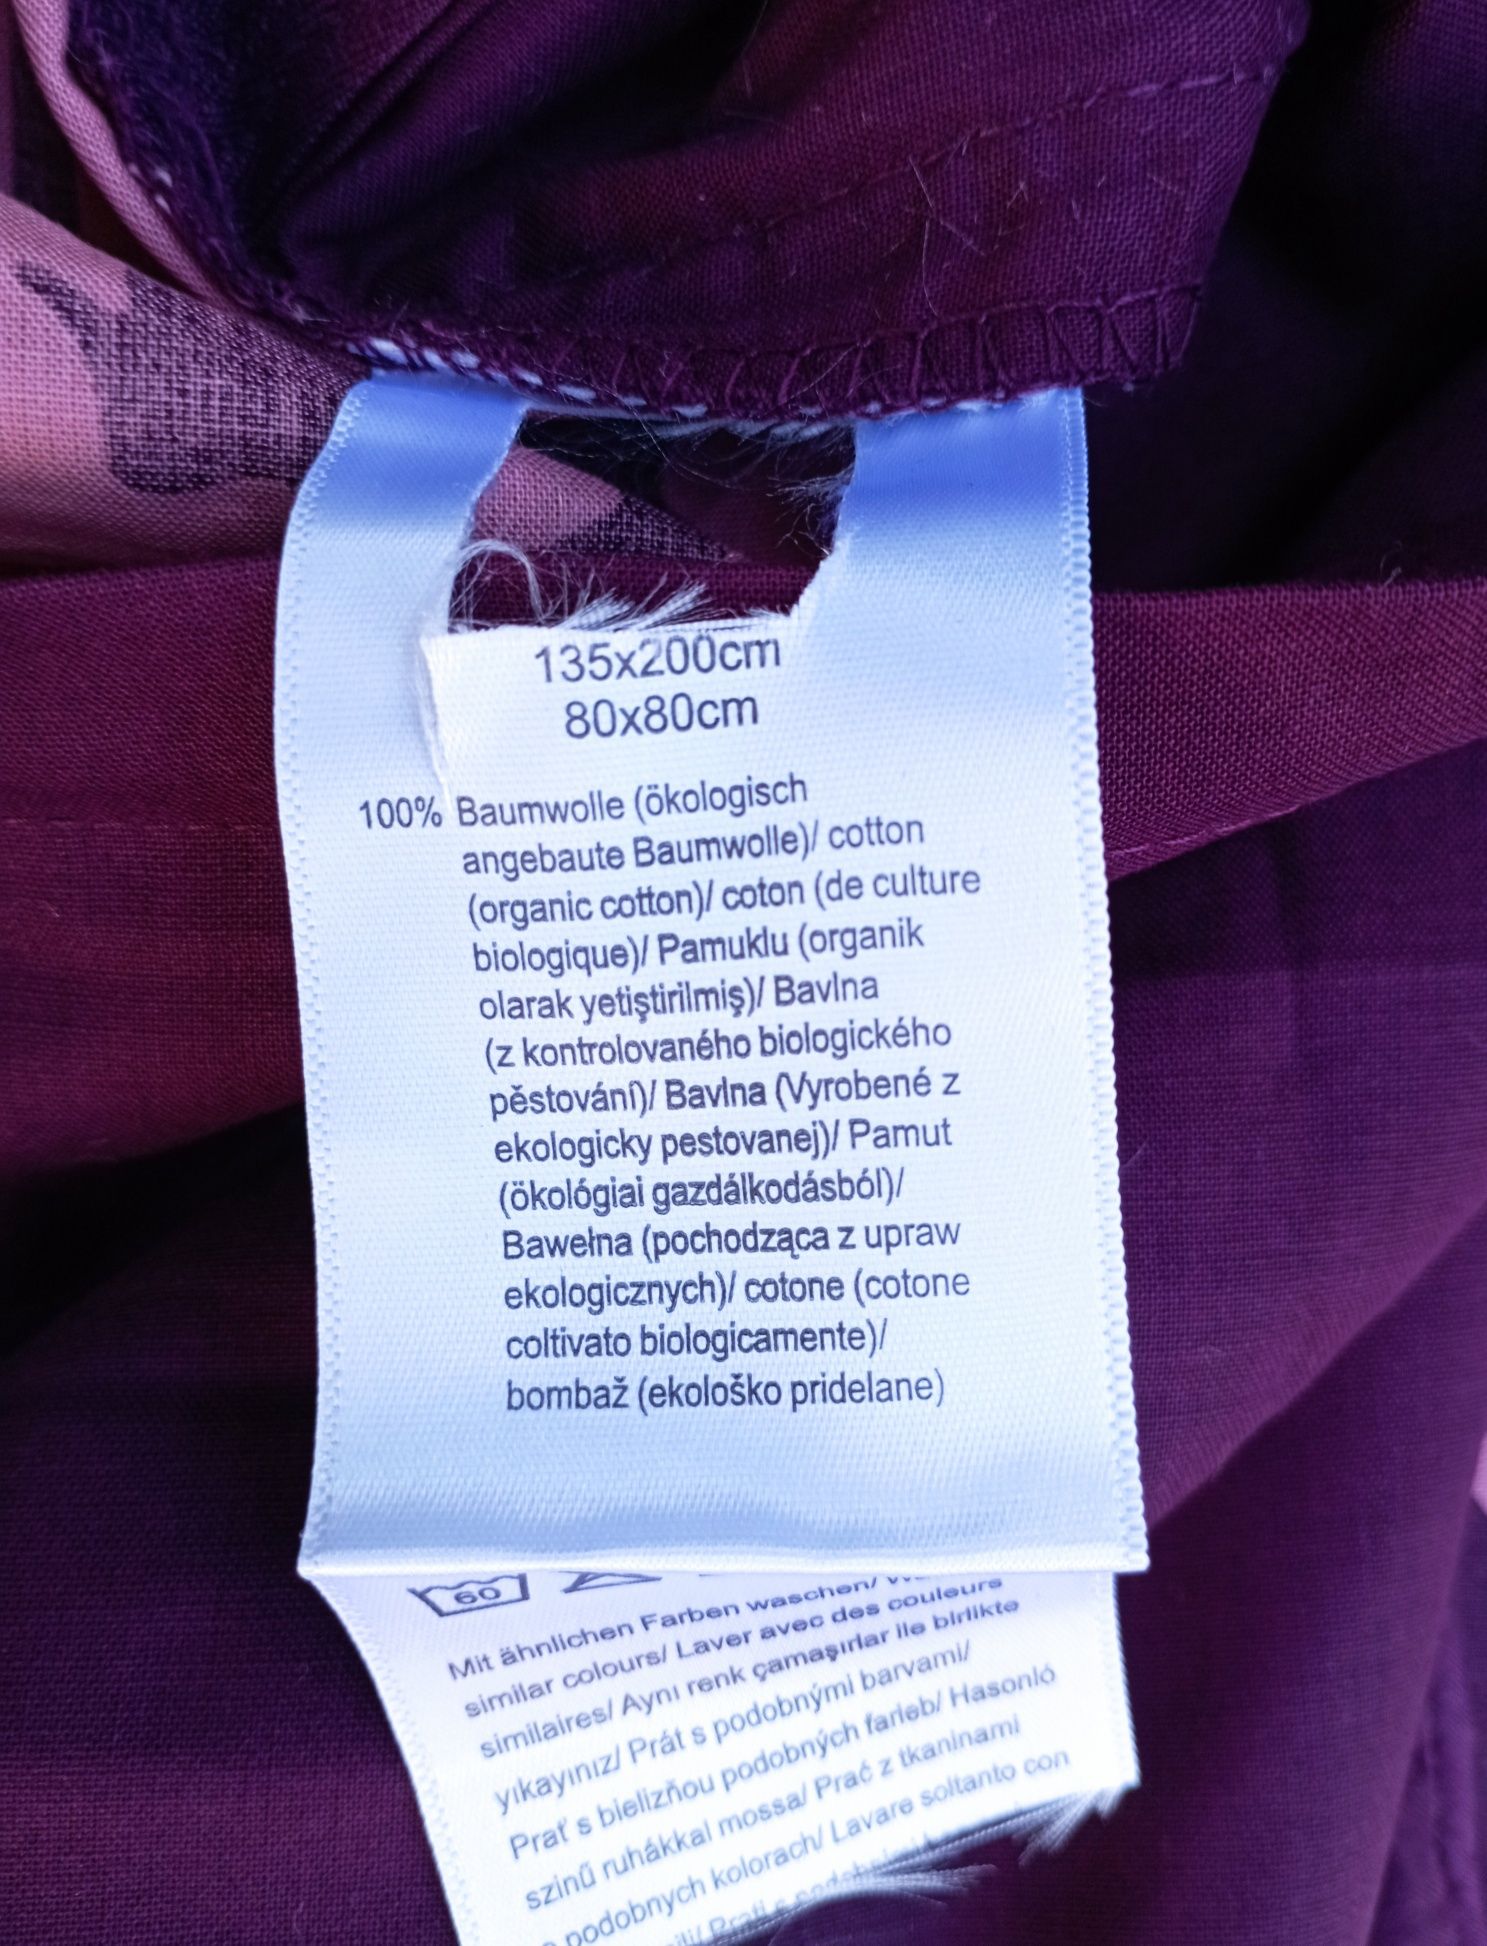 135x200cm
80x80cm
100% Baumwolle (ökologisch
angebaute Baumwolle)/ cotton
(organic cotton)/ coton (de culture
biologique)/ Pamuklu (organik
olarak yetiştirilmiş)/ Bavlna
(z kontrolovaného biologického
pěstování)/ Bavlna (Vyrobené z
ekologicky pestovanej)/ Pamut
(ökológiai gazdálkodásból)/
Bawełna (pochodząca z upraw
ekologicznych)/ cotone (cotone
coltivato biologicamente)/
bombaž (ekološko pridelane)
60
Mit ähnlichen Farben waschen/
similar colours/ Laver avec des couleurs
similaires/ Aynı renk çamaşırlar ile birlikte
yıkayınız/ Prát s podobnými barvami/
Prať s bielizňou podobných farieb/ Hasonló
színű ruhákkal mossa/ Prać z tkaninami
o podobnych kolorach/ Lavare soltanto con
Prati s